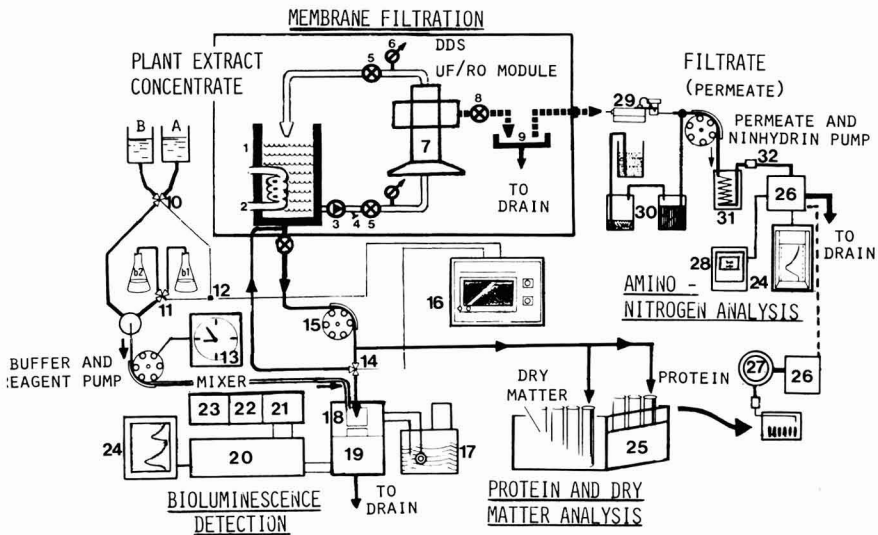 MEMBRANE FILTRATION
PLANT EXTRACT
CONCENTRATE
DDS
UF/RO MODULE
FILTRATE
(PERMEATE)
PERMEATE AND
NINHYDRIN PUMP
B
A
1
2
3
4
5
5
6
7
8
9
TO
DRAIN
10
b2
b1
11
12
13
14
15
16
29
30
31
32
26
28
24
TO
DRAIN
AMINO -
NITROGEN ANALYSIS
BUFFER AND
REAGENT PUMP
MIXER
23
22
21
24
20
18
19
17
BIOLUMINESCENCE
DETECTION
TO
DRAIN
DRY
MATTER
PROTEIN
25
27
26
PROTEIN AND DRY
MATTER ANALYSIS